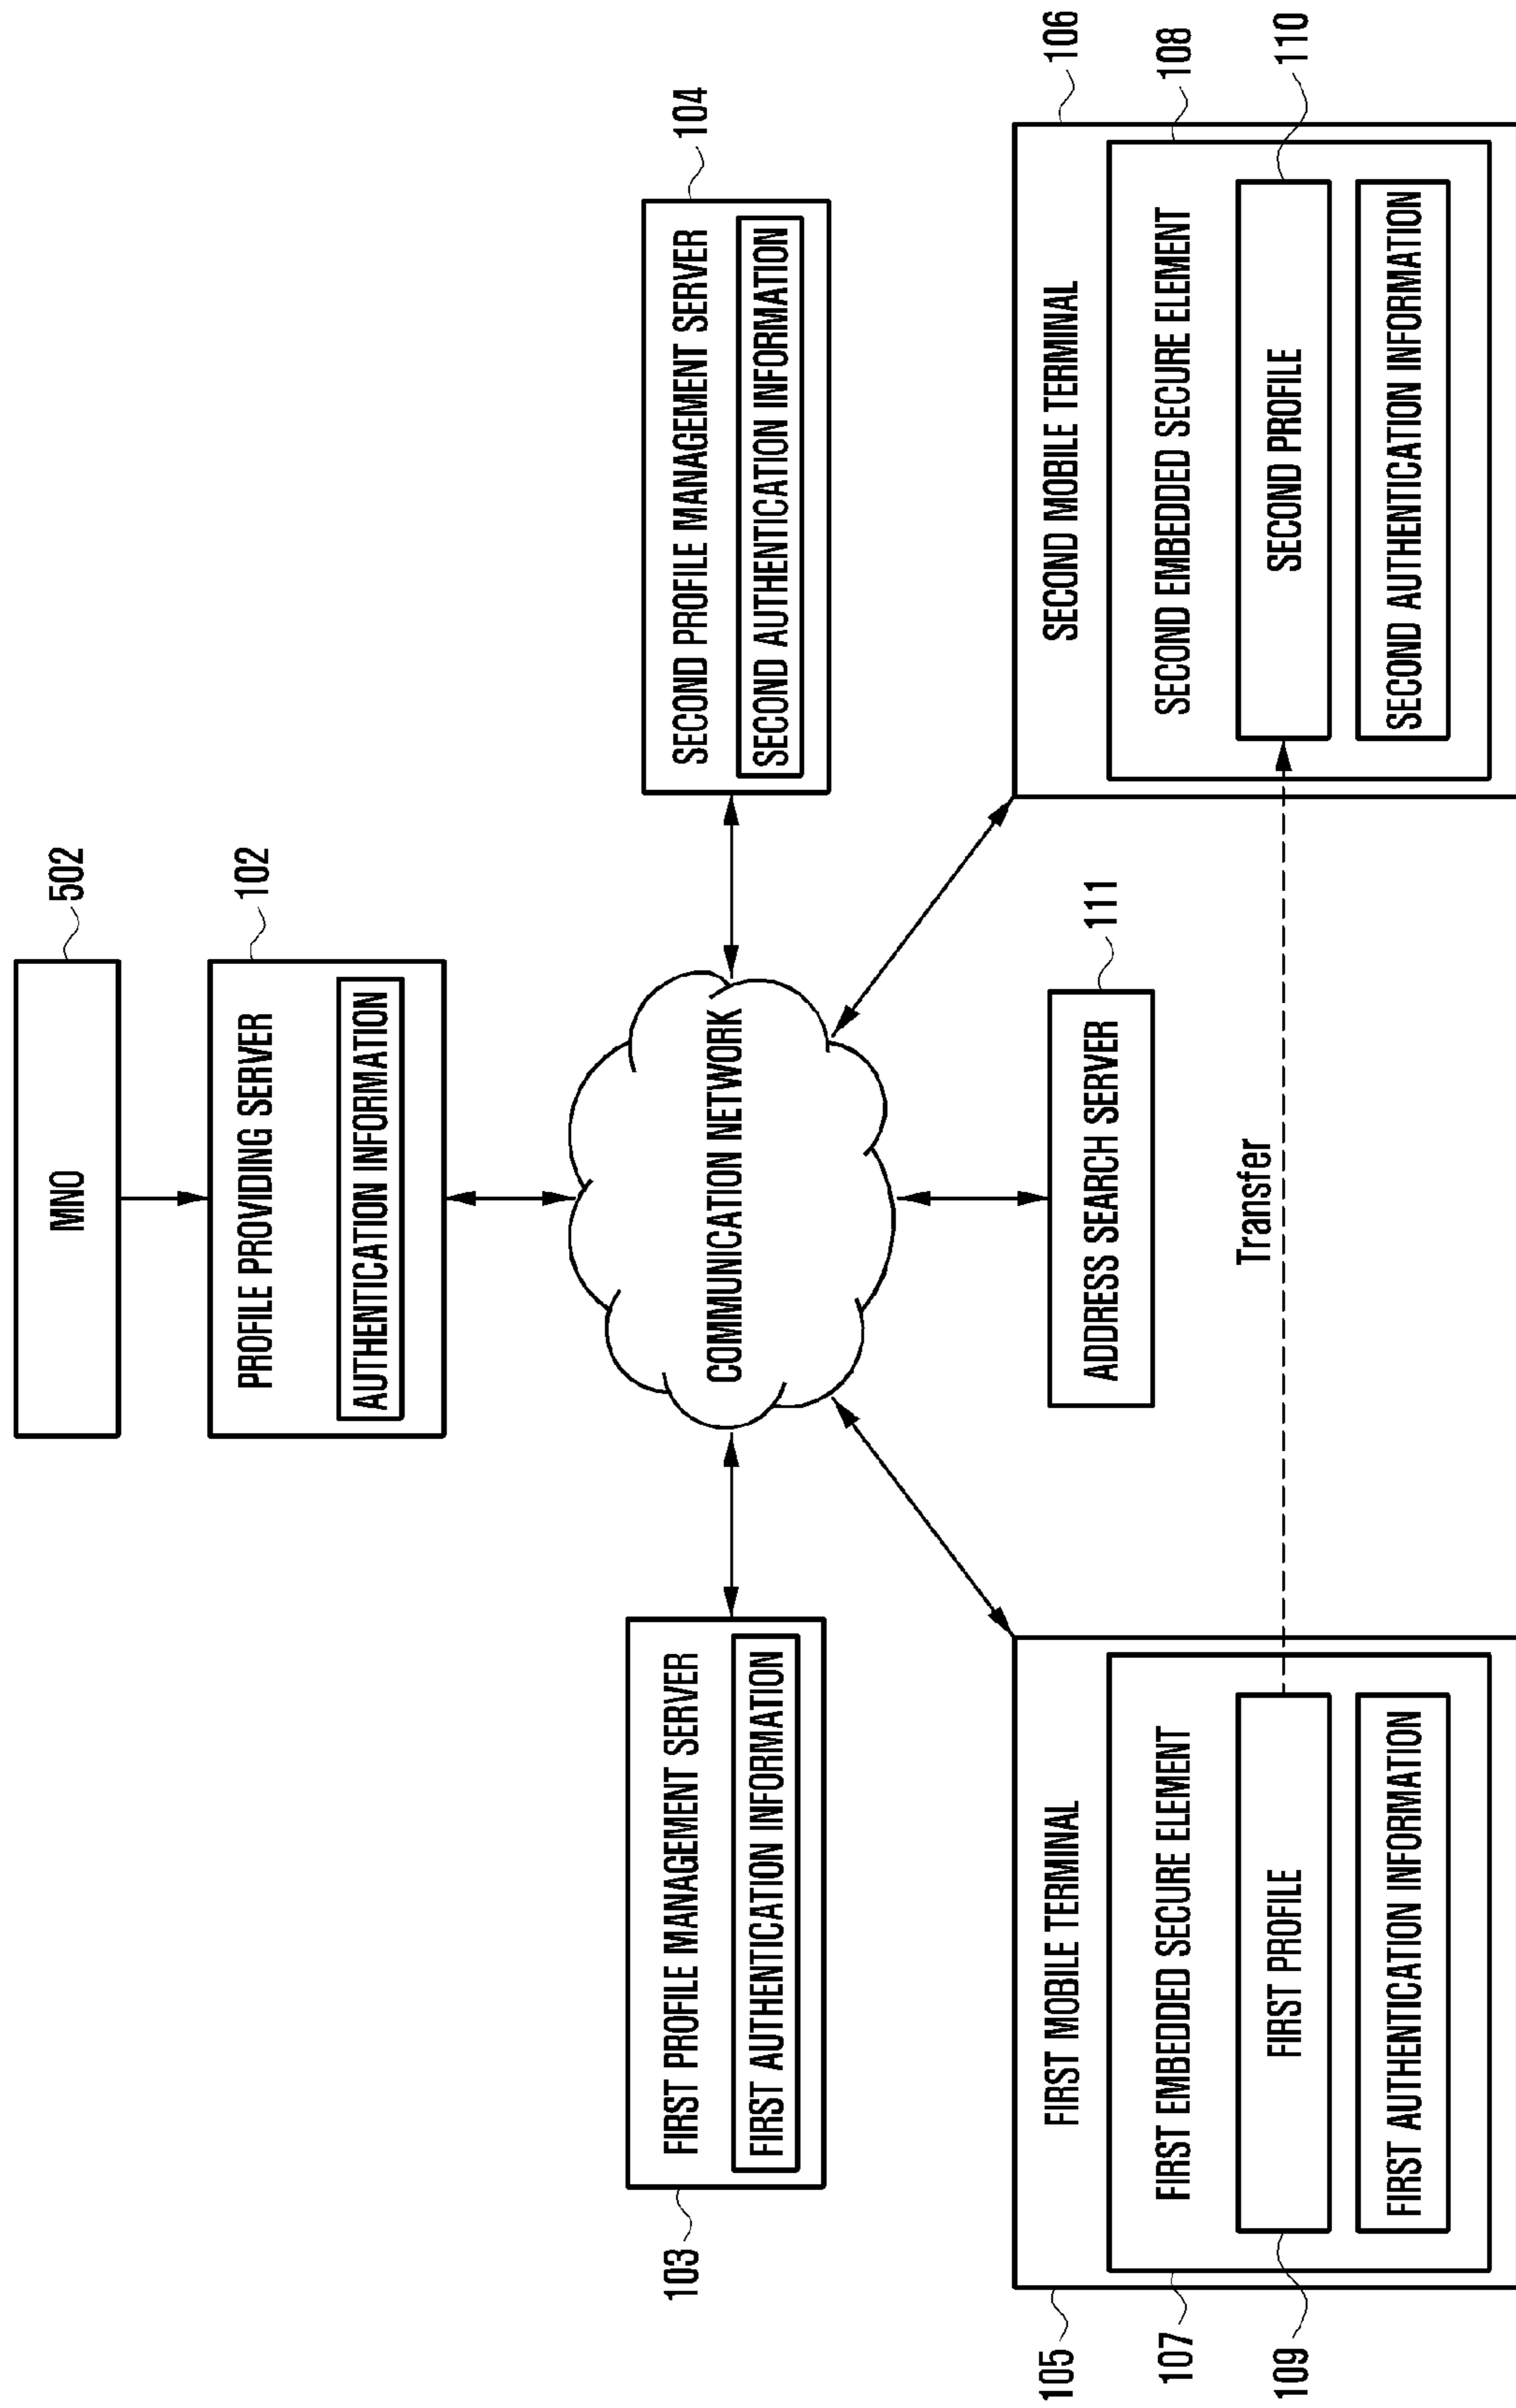 MNO
502
PROFILE PROVIDING SERVER
102
AUTHENTICATION INFORMATION
FIRST PROFILE MANAGEMENT SERVER
FIRST AUTHENTICATION INFORMATION
103
COMMUNICATION NETWORK
SECOND PROFILE MANAGEMENT SERVER
SECOND AUTHENTICATION INFORMATION
104
ADDRESS SEARCH SERVER
111
105
FIRST MOBILE TERMINAL
107
FIRST EMBEDDED SECURE ELEMENT
109
FIRST PROFILE
FIRST AUTHENTICATION INFORMATION
Transfer
SECOND MOBILE TERMINAL
106
SECOND EMBEDDED SECURE ELEMENT
108
SECOND PROFILE
110
SECOND AUTHENTICATION INFORMATION